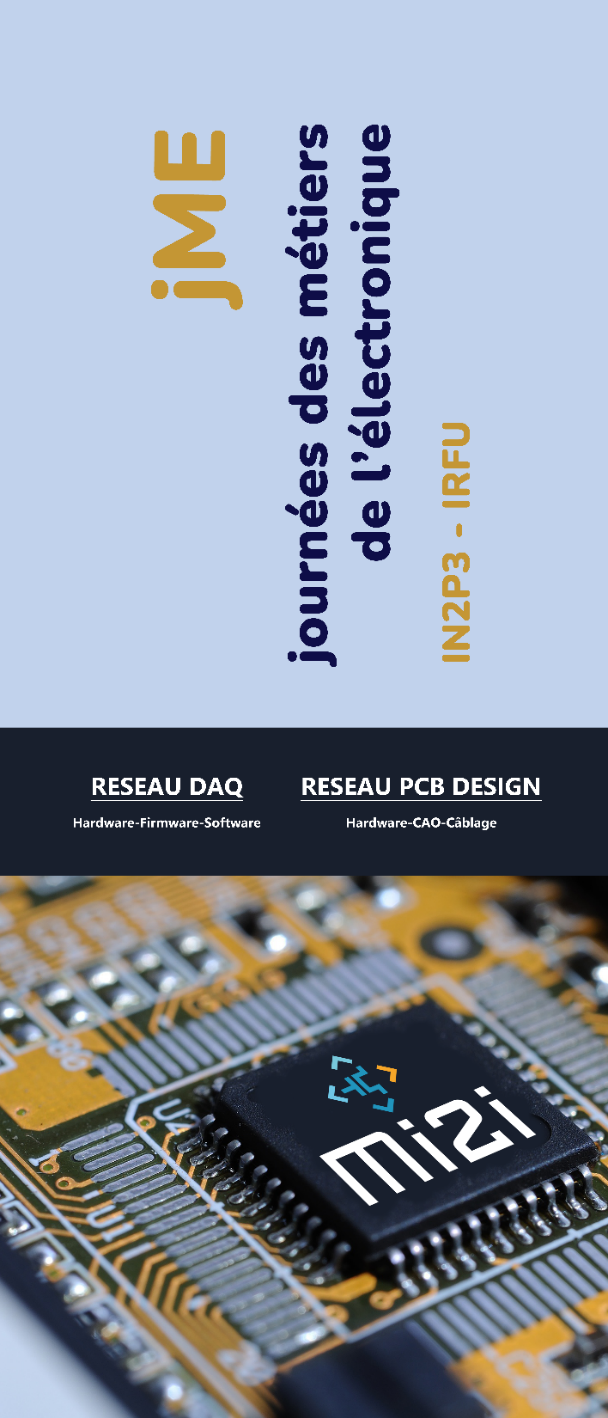 jME
journées des métiers
de l'électronique
IN2P3 - IRFU
RESEAU DAQ
Hardware-Firmware-Software
RESEAU PCB DESIGN
Hardware-CAO-Câblage
mi2i